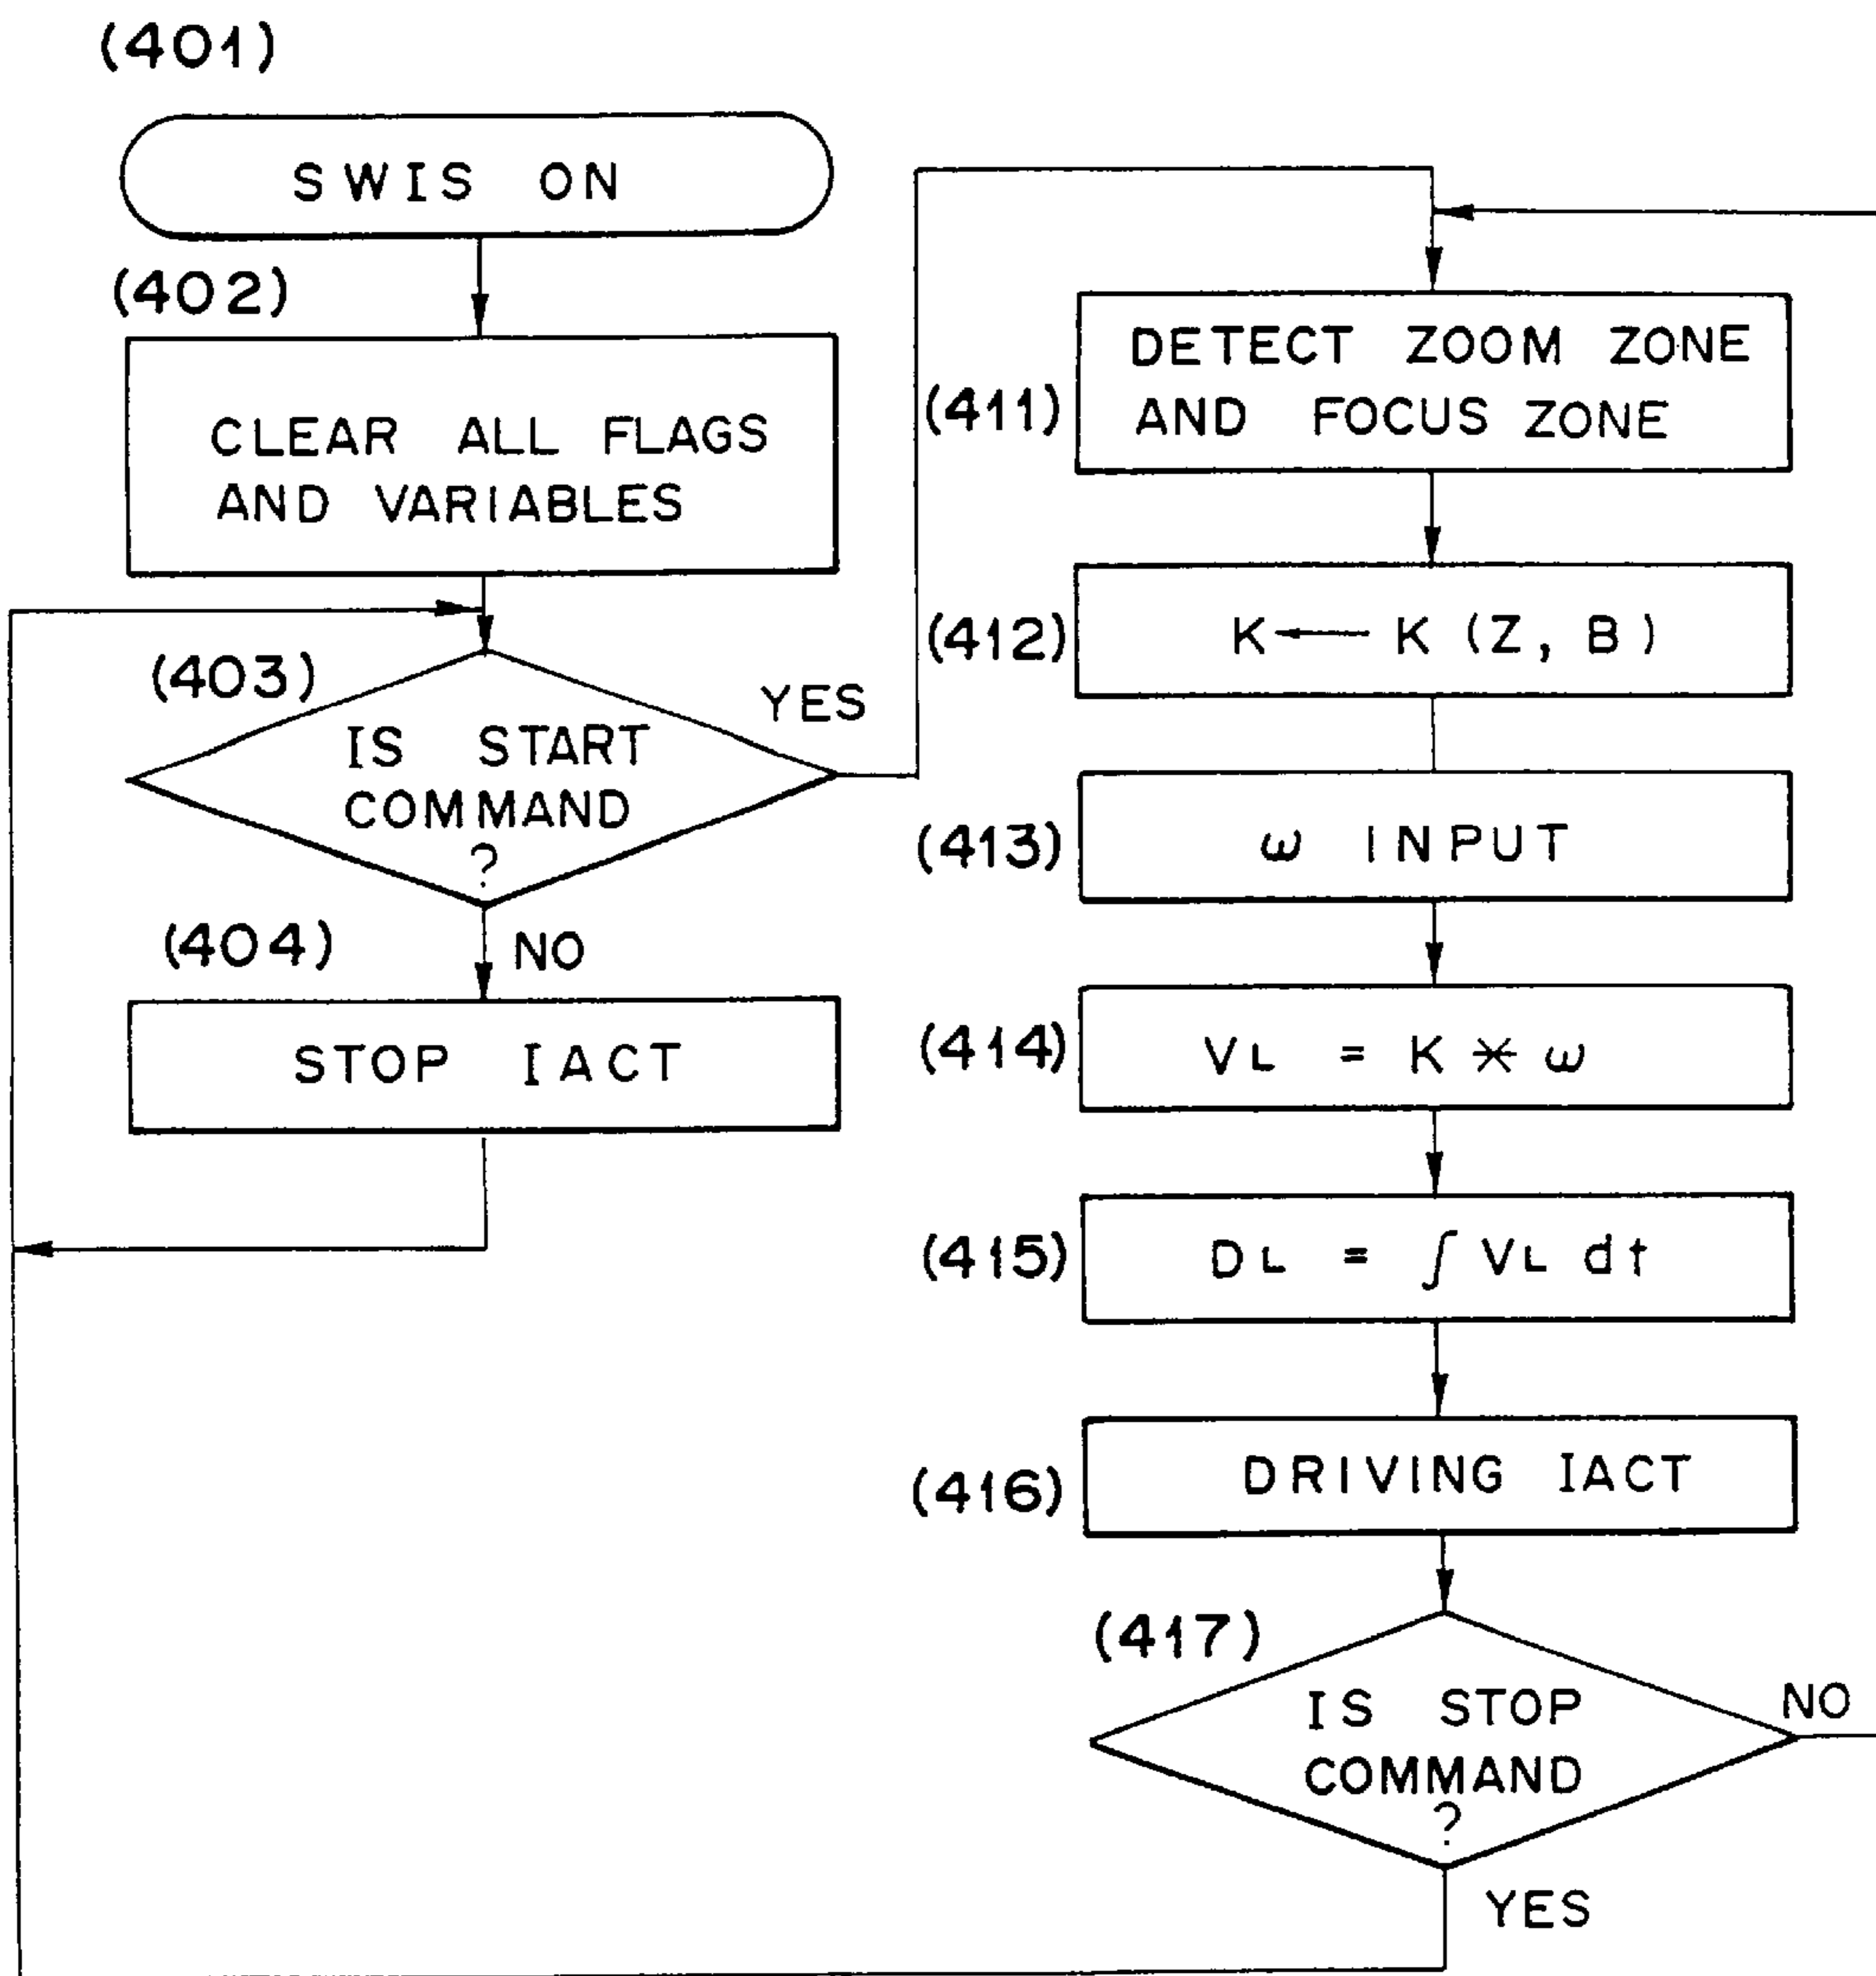 (401)
SWIS ON
(402)
CLEAR ALL FLAGS
AND VARIABLES
(403)
IS START
COMMAND
?
YES
NO
(404)
STOP IACT
(411)
DETECT ZOOM ZONE
AND FOCUS ZONE
(412)
K ← K (Z, B)
(413)
ω INPUT
(414)
VL = K * ω
(415)
DL = ∫ VL dt
(416)
DRIVING IACT
(417)
IS STOP
COMMAND
?
NO
YES